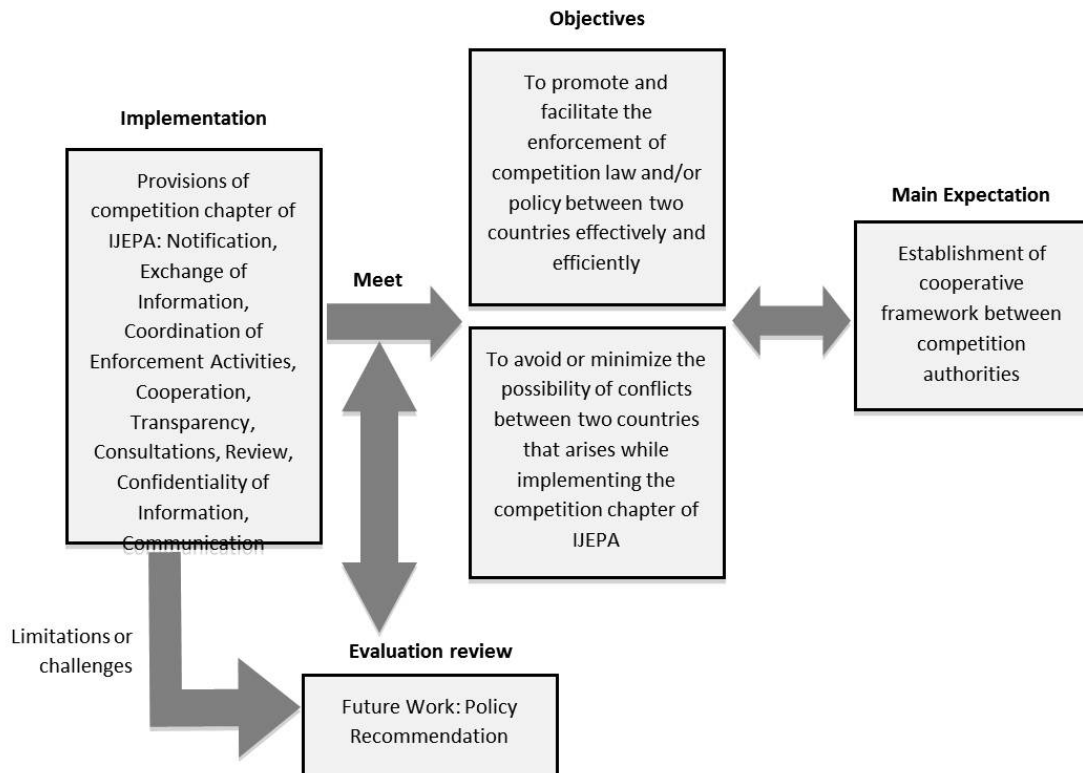 Implementation
Provisions of
competition chapter of
IJEPA: Notification,
Exchange of
Information,
Coordination of
Enforcement Activities,
Cooperation,
Transparency,
Consultations, Review,
Confidentiality of
Information,
Communication
Meet
Objectives
To promote and
facilitate the
enforcement of
competition law and/or
policy between two
countries effectively and
efficiently
To avoid or minimize the
possibility of conflicts
between two countries
that arises while
implementing the
competition chapter of
IJEPA
Main Expectation
Establishment of
cooperative
framework between
competition
authorities
Limitations or
challenges
Evaluation review
Future Work: Policy
Recommendation